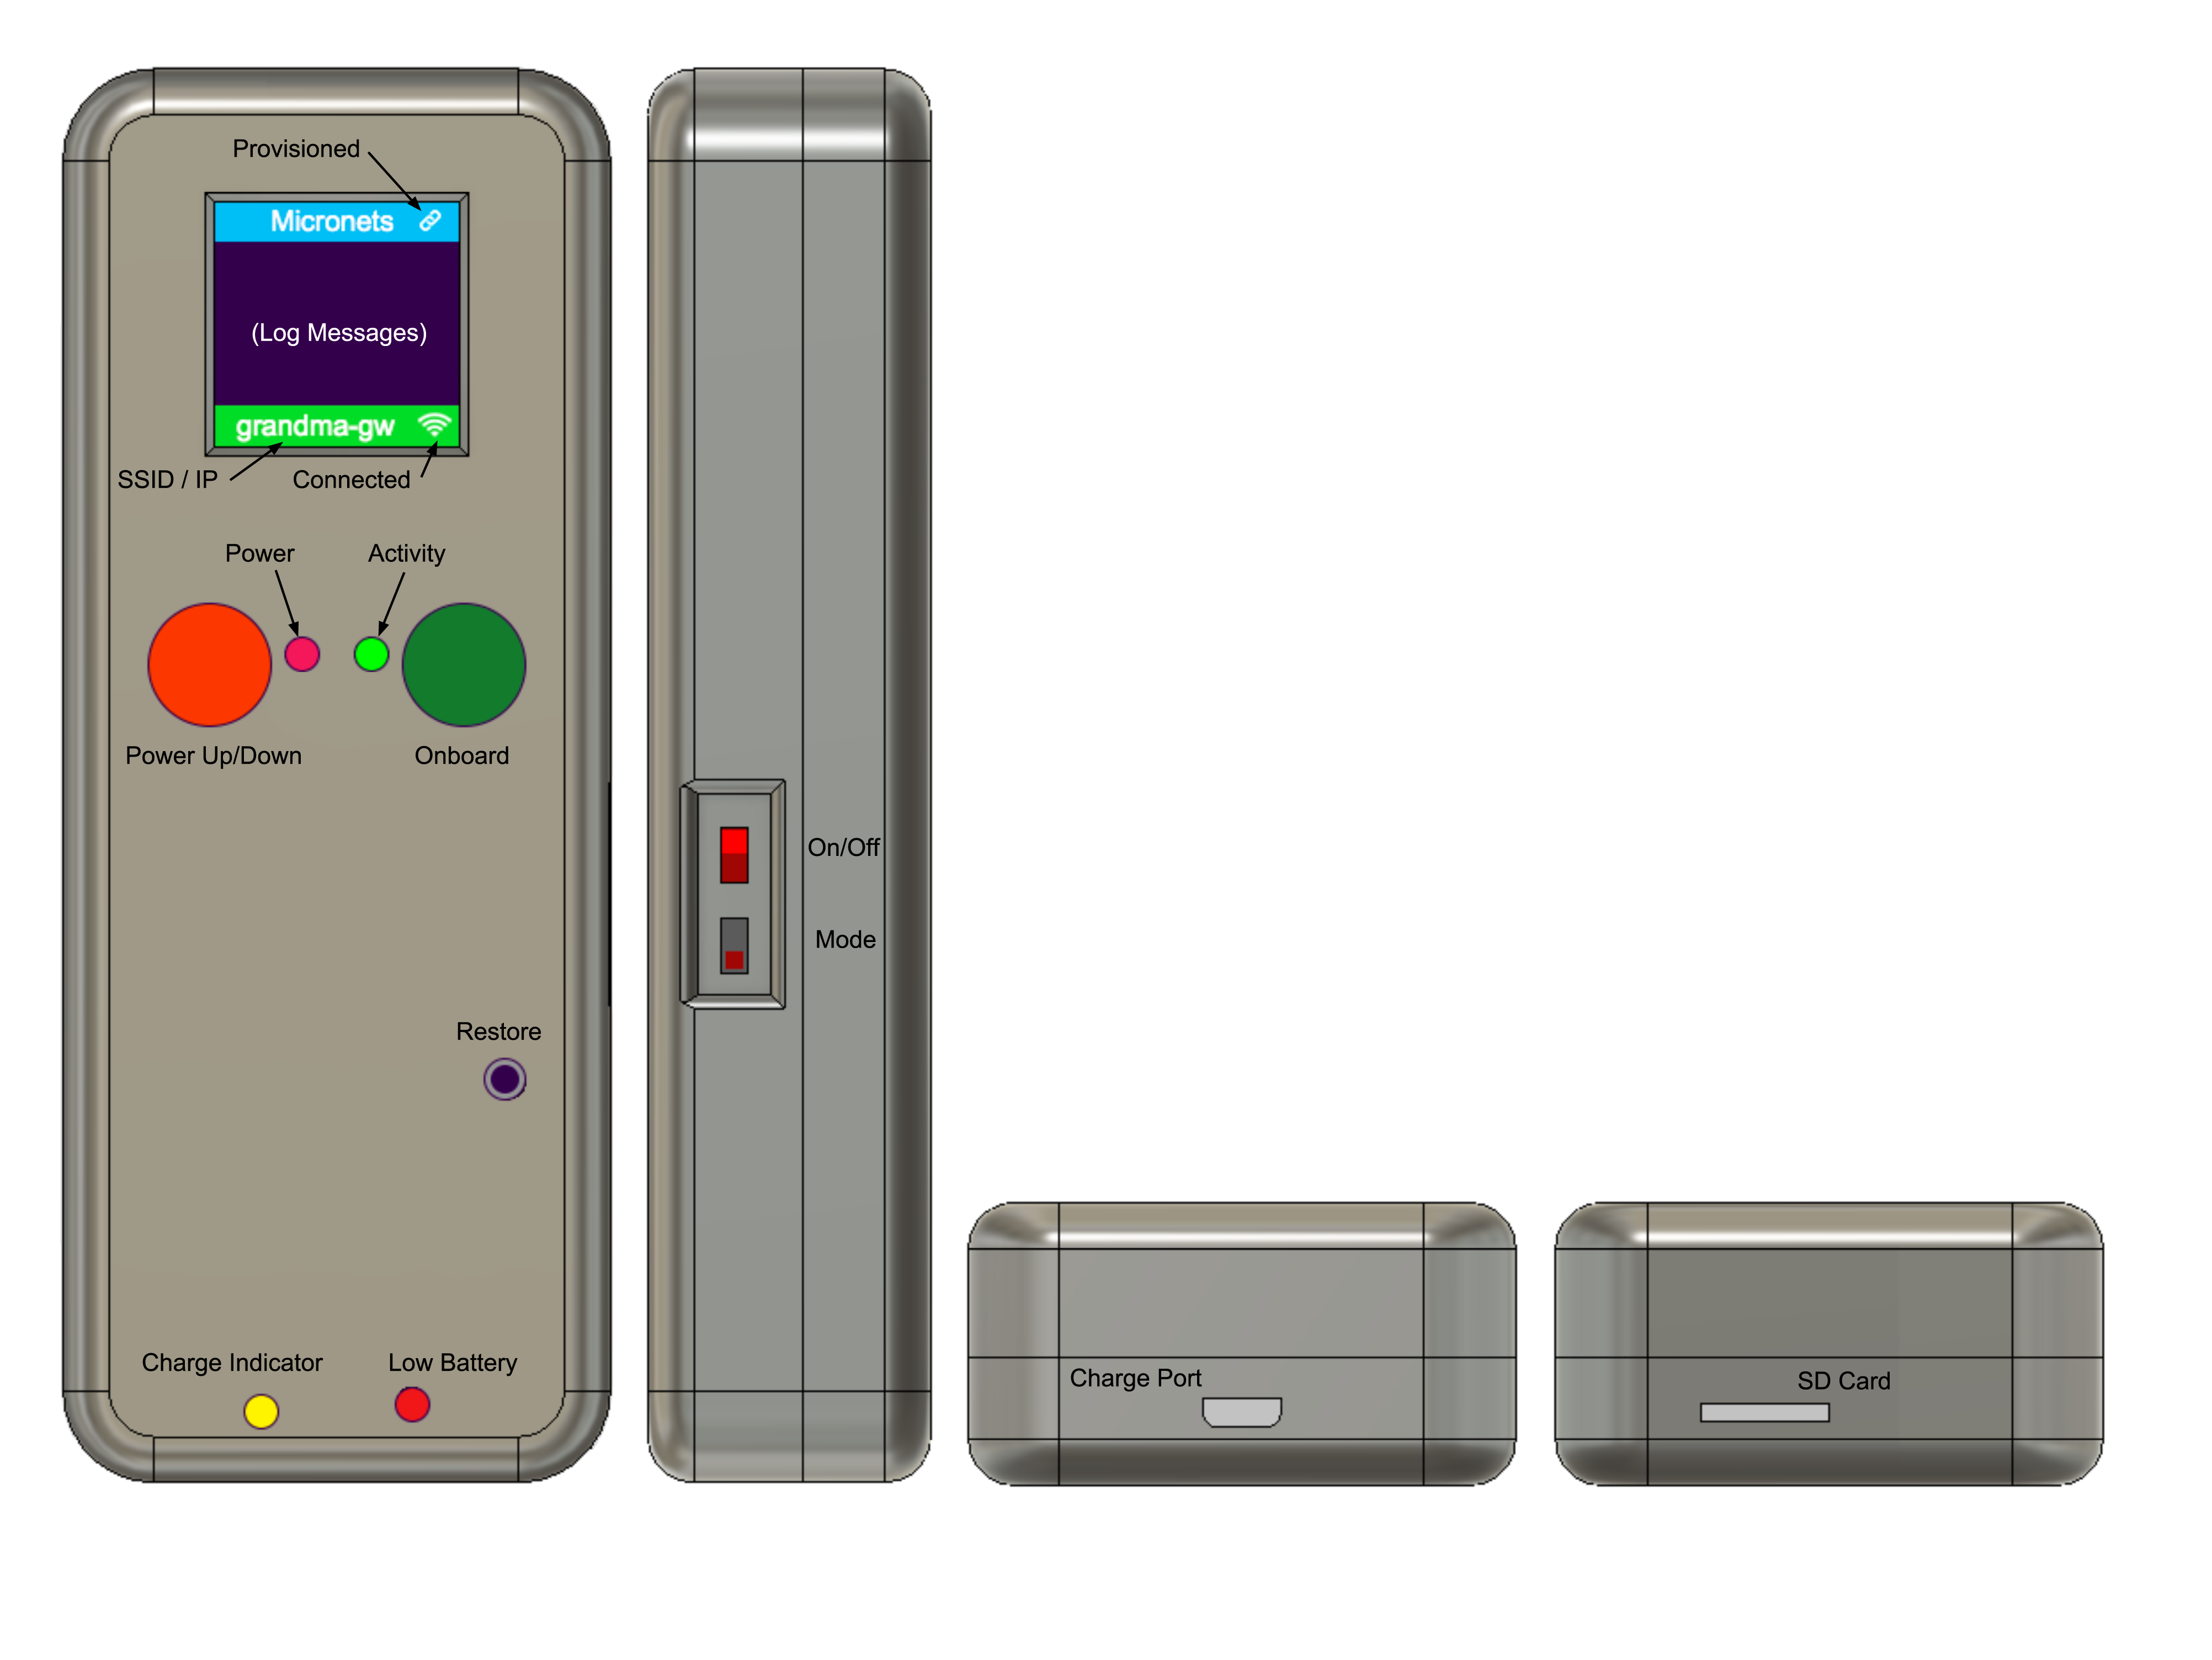 Provisioned
Micronets
(Log Messages)
grandma-gw
SSID / IP
Connected
Power
Activity
Power Up/Down
Onboard
On/Off
Mode
Restore
Charge Indicator
Low Battery
Charge Port
SD Card